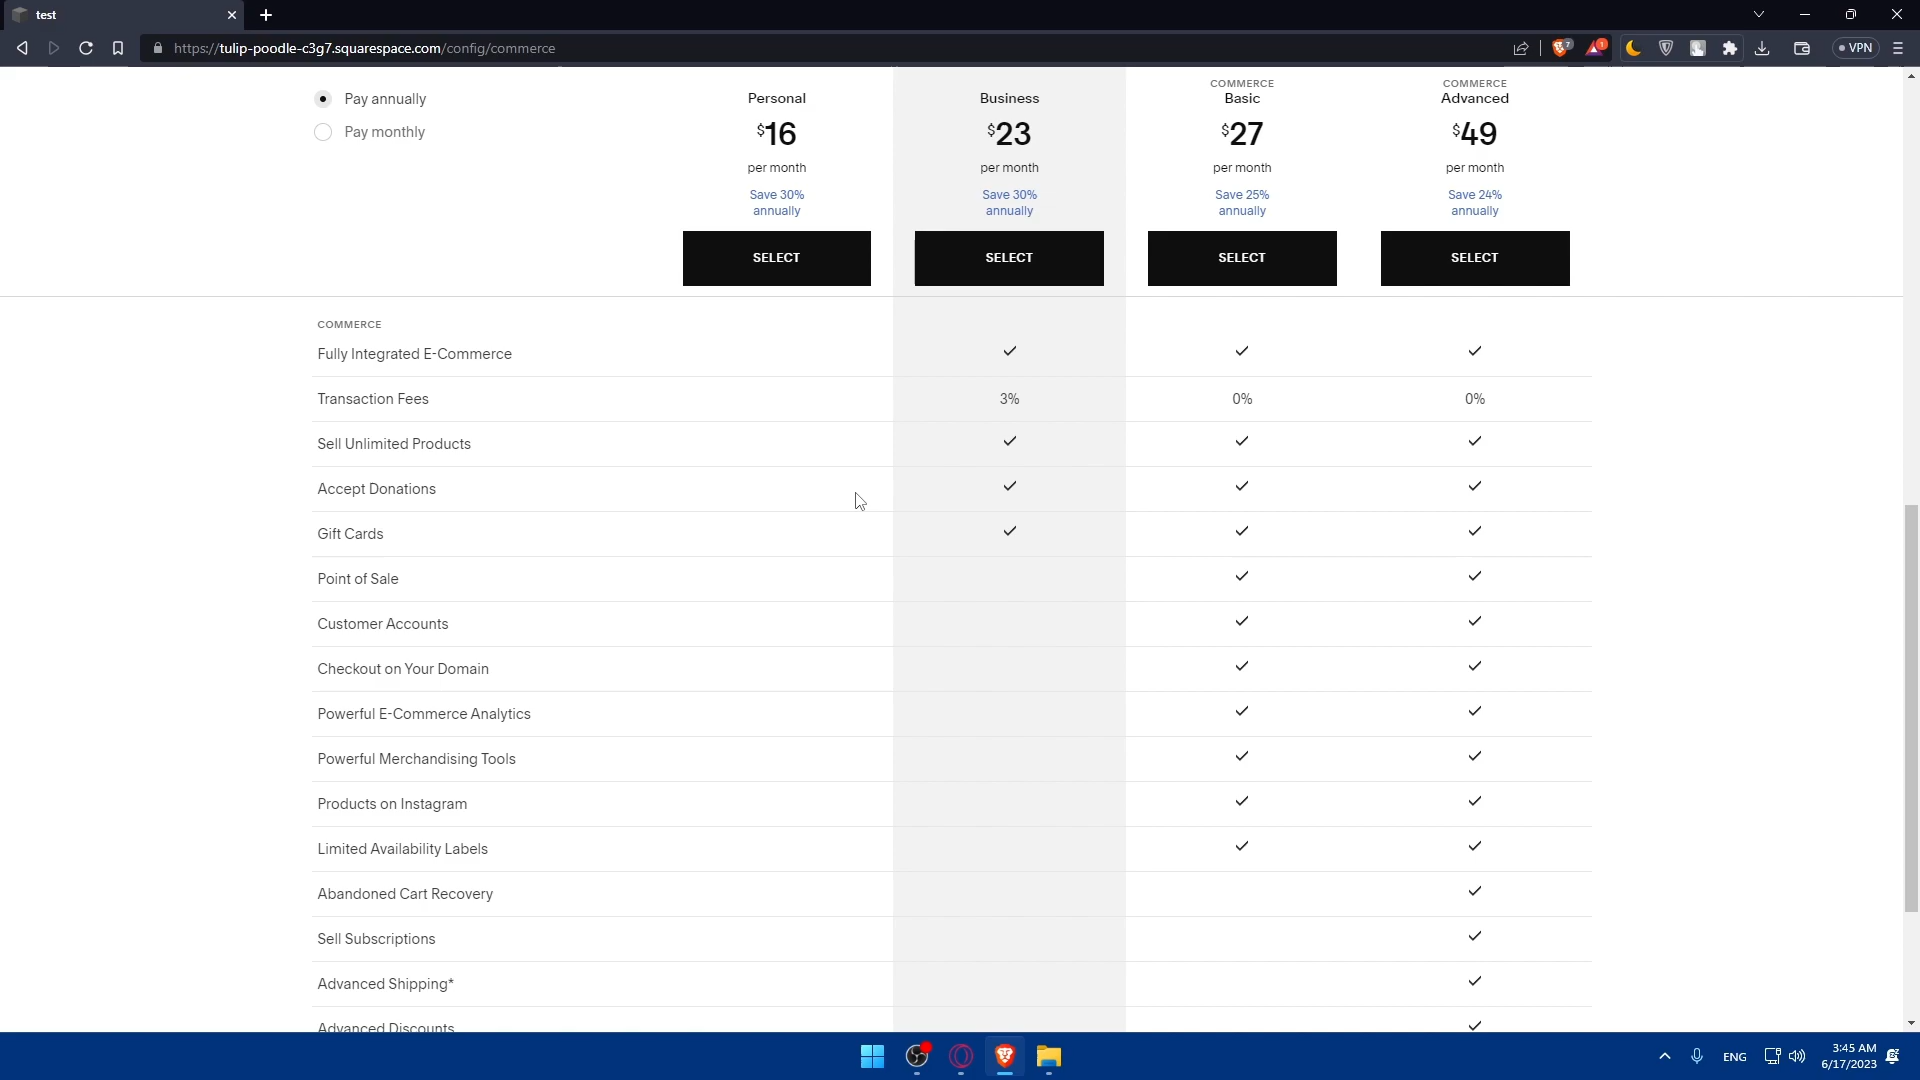 test
https://tulip-poodle-c3g7.squarespace.com/config/commerce
7
1
VPN
Pay annually
Pay monthly
Personal
$16
per month
Save 30%
annually
SELECT
Business
$23
per month
Save 30%
annually
SELECT
COMMERCE
Basic
$27
per month
Save 25%
annually
SELECT
COMMERCE
Advanced
$49
per month
Save 24%
annually
SELECT
COMMERCE
Fully Integrated E-Commerce
Transaction Fees 3% 0% 0%
Sell Unlimited Products
Accept Donations
Gift Cards
Point of Sale
Customer Accounts
Checkout on Your Domain
Powerful E-Commerce Analytics
Powerful Merchandising Tools
Products on Instagram
Limited Availability Labels
Abandoned Cart Recovery
Sell Subscriptions
Advanced Shipping*
Advanced Discounts
ENG
3:45 AM
6/17/2023